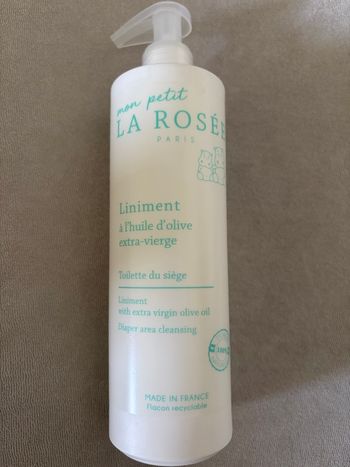 mon petit
LA ROSÉE
PARIS
Liniment
à l'huile d'olive
extra-vierge
Toilette du siège
Liniment
with extra virgin olive oil
Diaper area cleansing
MADE IN FRANCE
Flacon recyclable